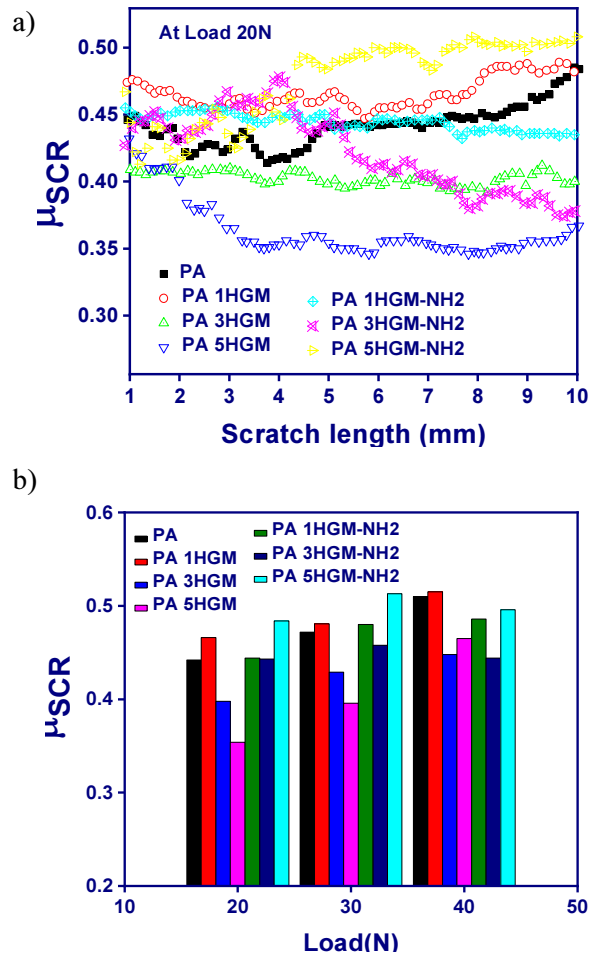 a)
At Load 20N
0.50
0.45
0.40
0.35
0.30
μSCR
PA
PA 1HGM
PA 3HGM
PA 5HGM
PA 1HGM-NH2
PA 3HGM-NH2
PA 5HGM-NH2
1 2 3 4 5 6 7 8 9 10
Scratch length (mm)
b)
0.6
0.5
0.4
0.3
0.2
μSCR
PA
PA 1HGM
PA 3HGM
PA 5HGM
PA 1HGM-NH2
PA 3HGM-NH2
PA 5HGM-NH2
10 20 30 40 50
Load(N)